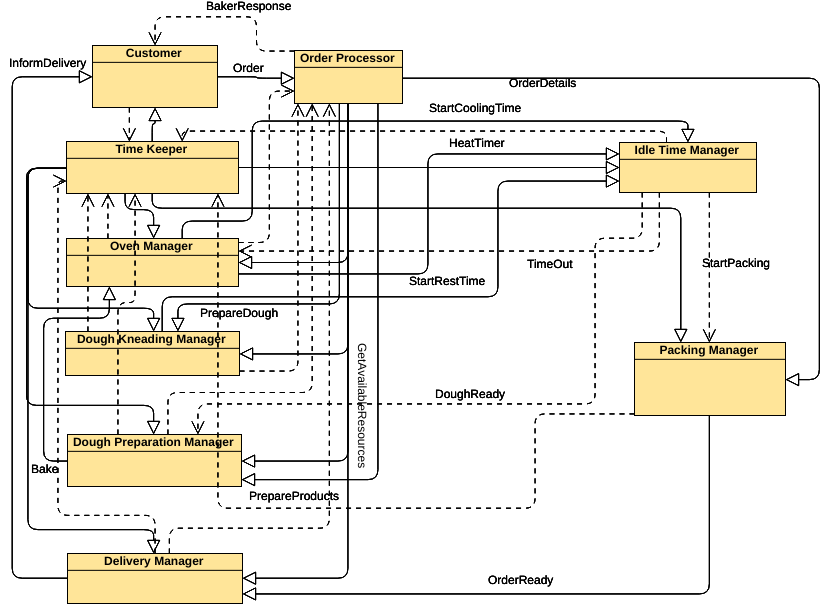 BakerResponse
Customer
Order Processor
InformDelivery
Order
OrderDetails
StartCoolingTime
HeatTimer
Time Keeper
Idle Time Manager
Oven Manager
TimeOut
StartPacking
StartRestTime
PrepareDough
Dough Kneading Manager
Packing Manager
GetAvailableResources
DoughReady
Dough Preparation Manager
Bake
PrepareProducts
Delivery Manager
OrderReady